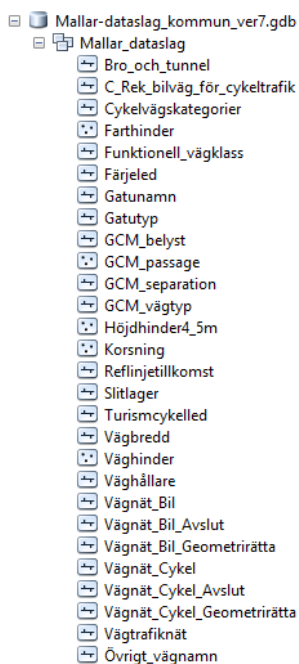 Mallar-dataslag_kommun_ver7.gdb
Mallar_dataslag
Bro_och_tunnel
C_Rek_bilväg_för_cykeltrafik
Cykelvägskategorier
Farthinder
Funktionell_vägklass
Färjeled
Gatunamn
Gatutyp
GCM_belyst
GCM_passage
GCM_separation
GCM_vägtyp
Höjdhinder4_5m
Korsning
Reflinjetillkomst
Slitlager
Turismcykelled
Vägbredd
Väghinder
Väghållare
Vägnät_Bil
Vägnät_Bil_Avslut
Vägnät_Bil_Geometrirätta
Vägnät_Cykel
Vägnät_Cykel_Avslut
Vägnät_Cykel_Geometrirätta
Vägtrafiknät
Övrigt_vägnamn